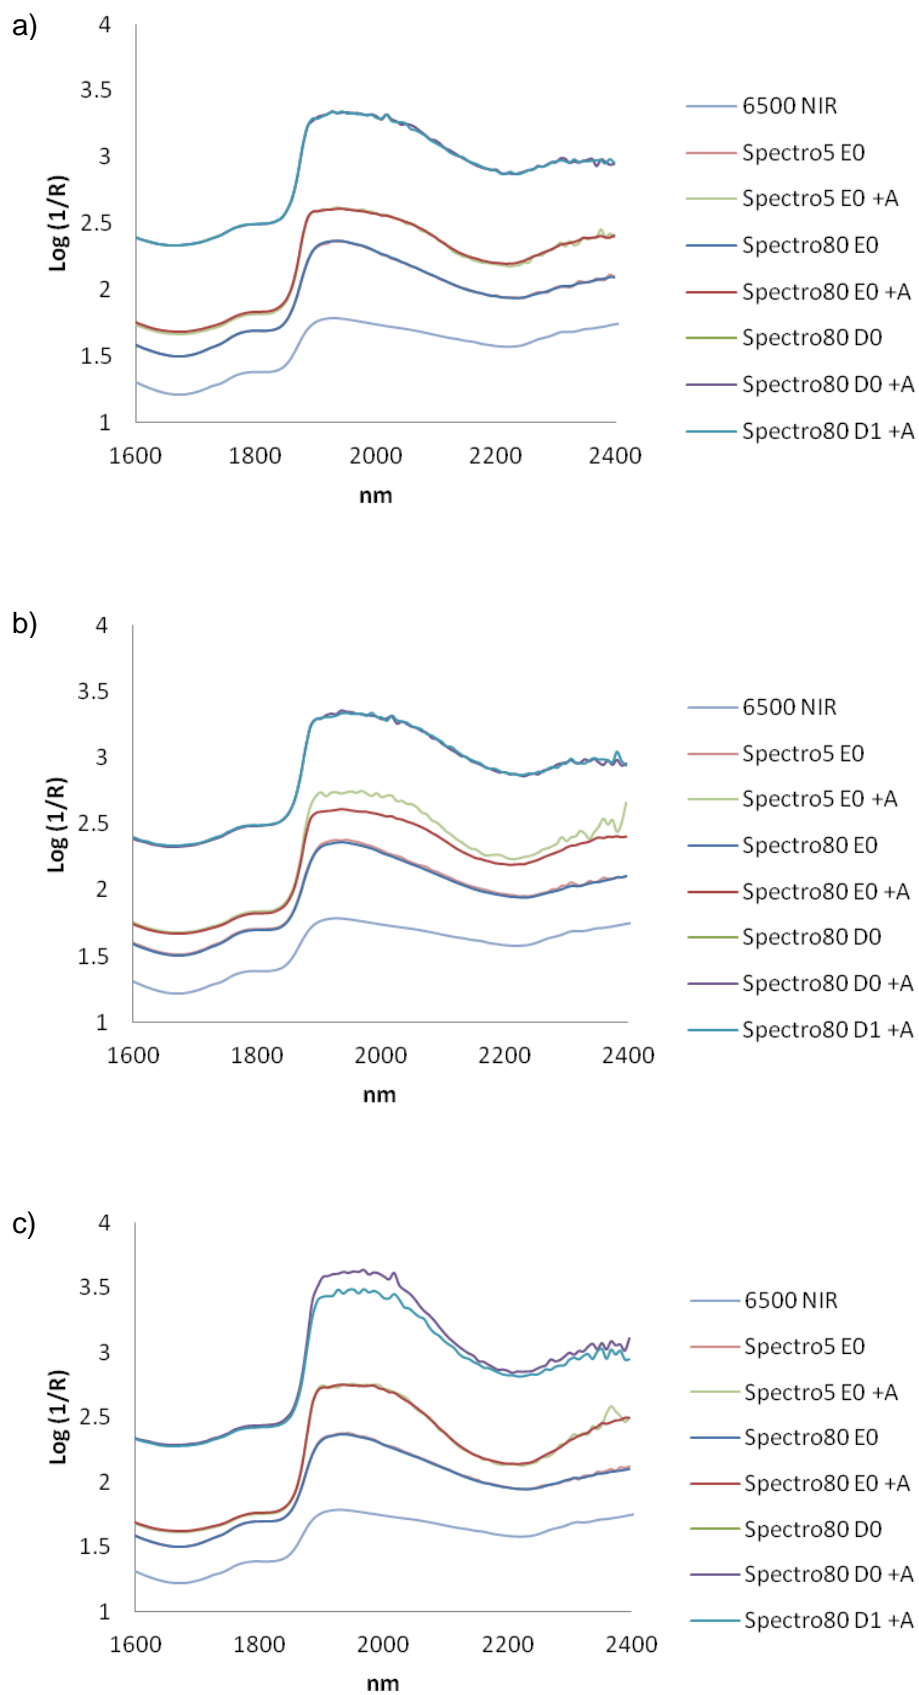 a)
4
3.5
3
2.5
2
1.5
1
Log (1/R)
1600 1800 2000 2200 2400
nm
6500 NIR
Spectro5 E0
Spectro5 E0 +A
Spectro80 E0
Spectro80 E0 +A
Spectro80 D0
Spectro80 D0 +A
Spectro80 D1 +A
b)
4
3.5
3
2.5
2
1.5
1
Log (1/R)
1600 1800 2000 2200 2400
nm
6500 NIR
Spectro5 E0
Spectro5 E0 +A
Spectro80 E0
Spectro80 E0 +A
Spectro80 D0
Spectro80 D0 +A
Spectro80 D1 +A
c)
4
3.5
3
2.5
2
1.5
1
Log (1/R)
1600 1800 2000 2200 2400
nm
6500 NIR
Spectro5 E0
Spectro5 E0 +A
Spectro80 E0
Spectro80 E0 +A
Spectro80 D0
Spectro80 D0 +A
Spectro80 D1 +A